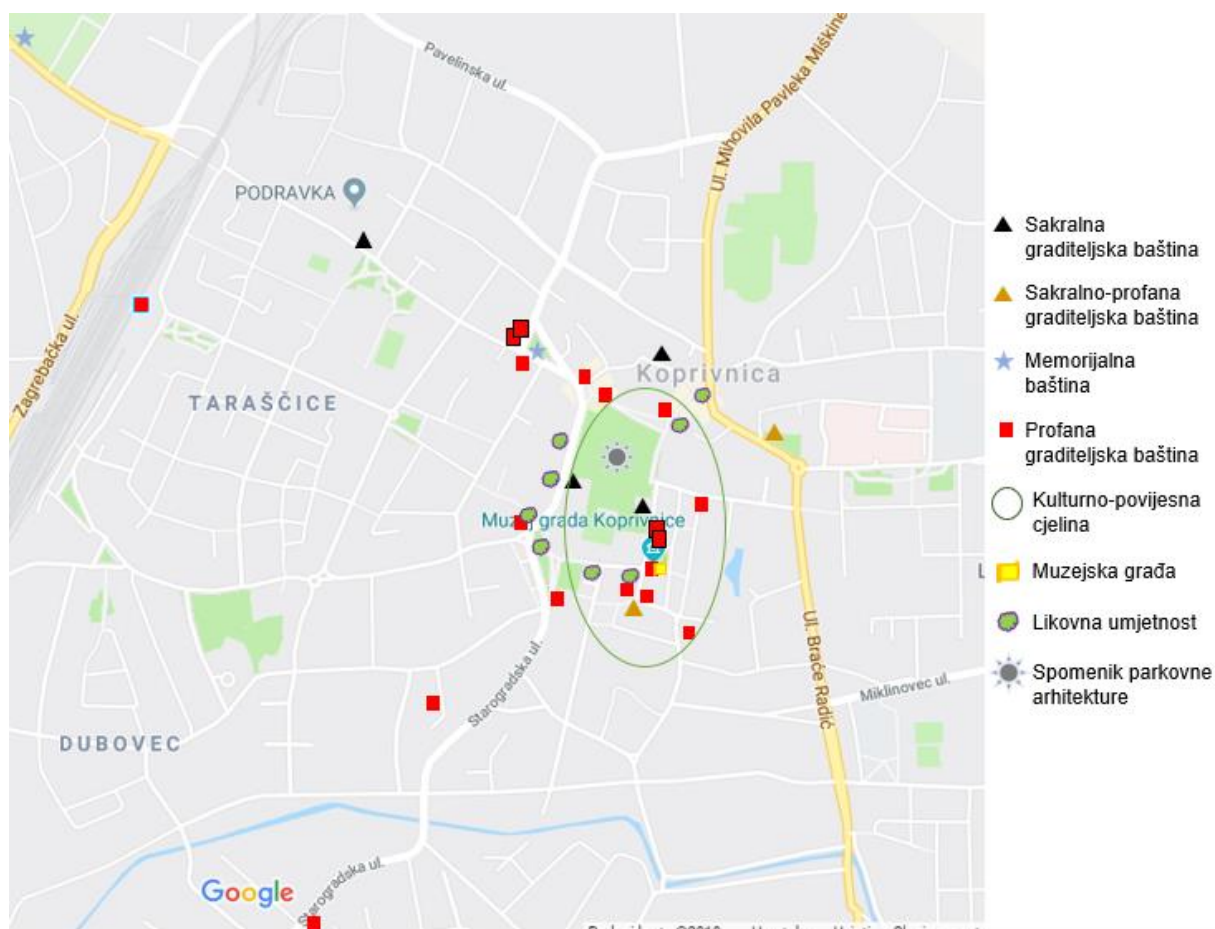 Pavelinska ul.
Ul. Mihovila Pavleka Miškine
PODRAVKA
Zagrebačka ul.
TARAŠČICE
Koprivnica
Muzej grada Koprivnice
Starogradska ul.
Ul. Braće Radić
Miklinovec ul.
DUBOVEC
Starogradska ul.
Google
Sakralna
graditeljska baština
Sakralno-profana
graditeljska baština
Memorijalna
baština
Profana
graditeljska baština
Kulturno-povijesna
cjelina
Muzejska građa
Likovna umjetnost
Spomenik parkovne
arhitekture